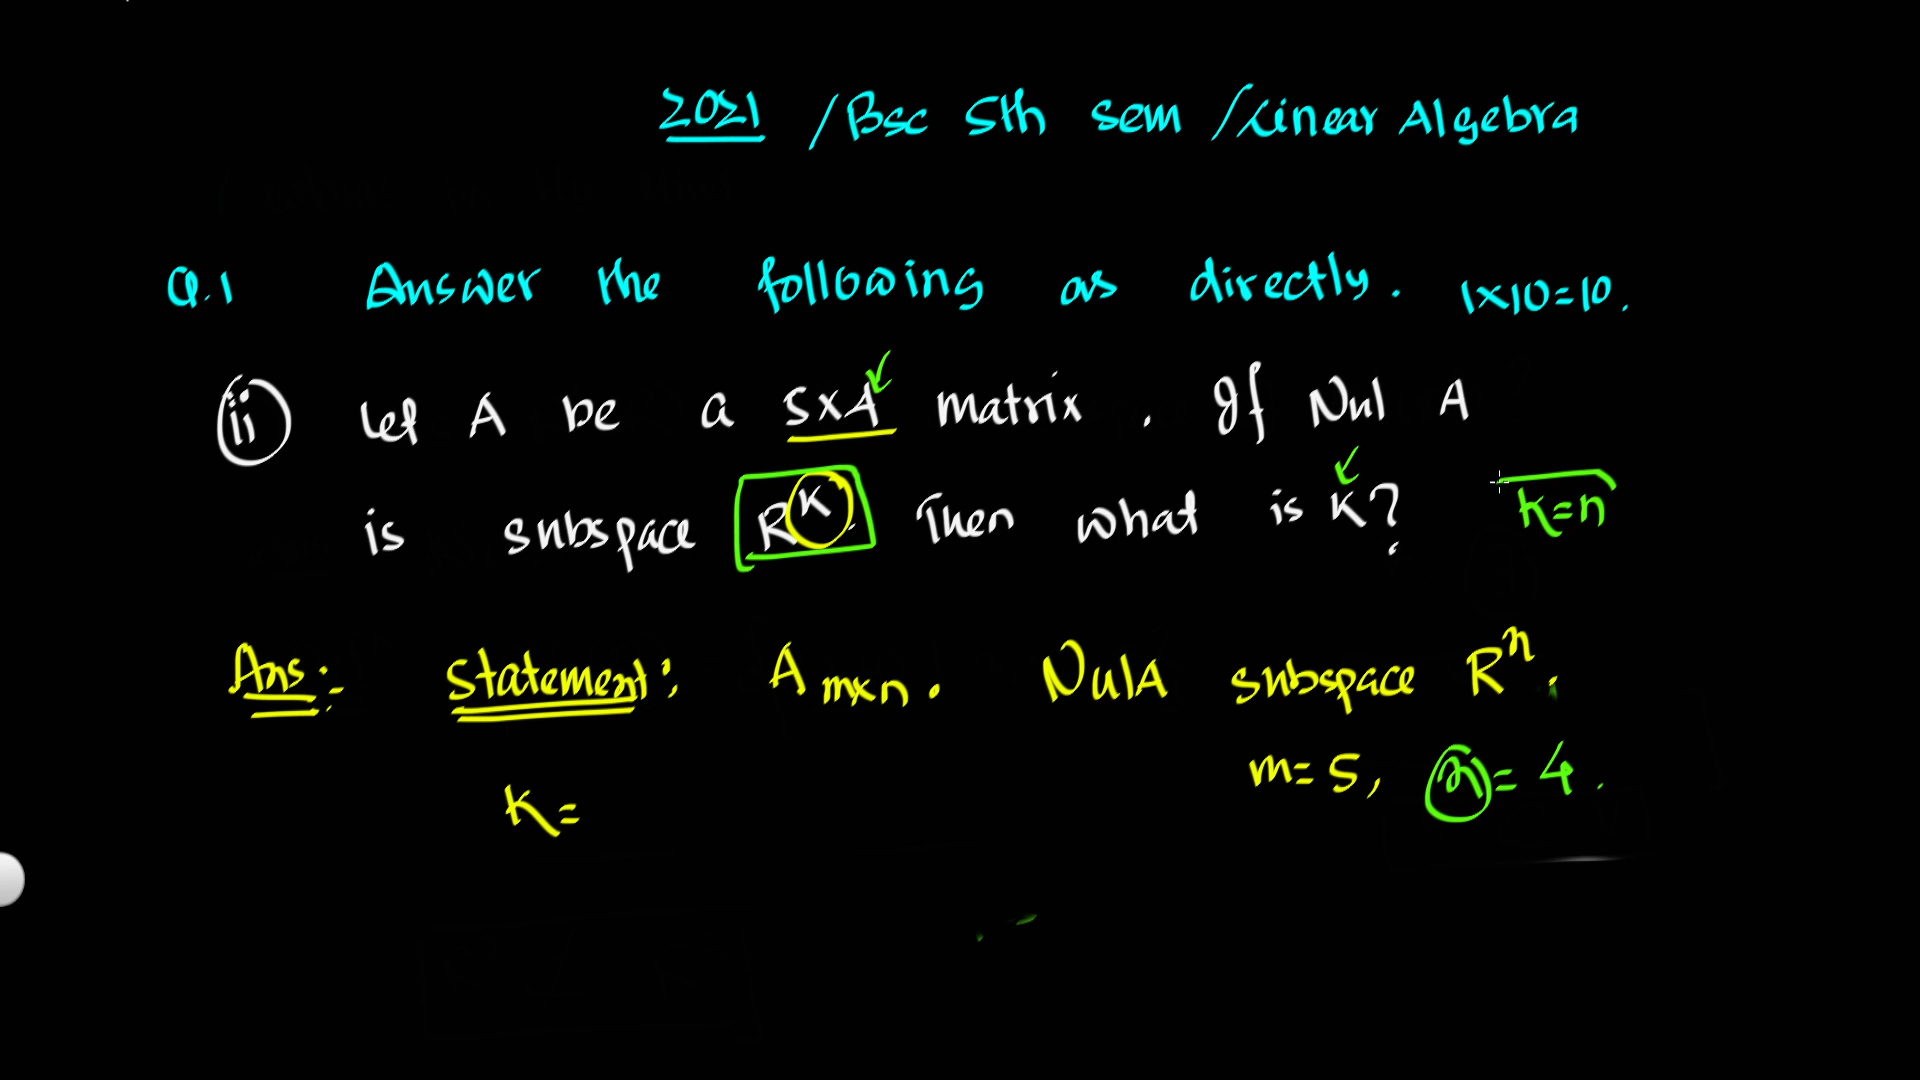 2021 / Bsc 5th sem / Linear Algebra
Q.1 Answer the following as directly. 1x10=10.
(ii) Let A be a 5x4 matrix. If Nul A
is subspace R^K. Then what is K? k=n
Ans:- Statement: A mxn. NulA subspace R^n.
m=5, n=4.
K=